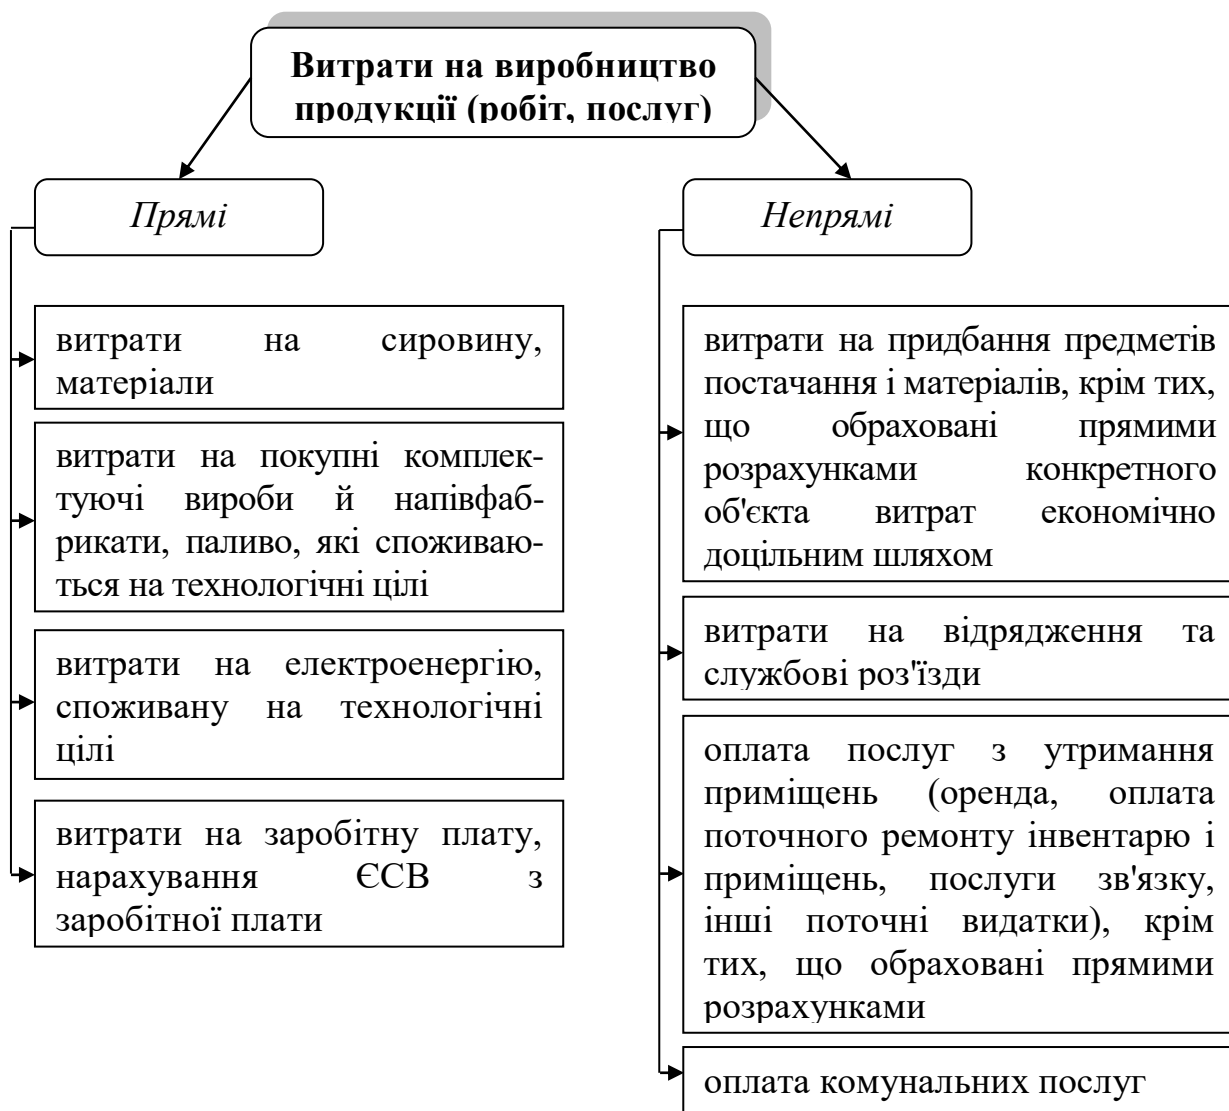 Витрати на виробництво
продукції (робіт, послуг)
Прямі
витрати на сировину,
матеріали
витрати на покупні комплек-
туючі вироби й напівфаб-
рикати, паливо, які спожива-
ться на технологічні цілі
витрати на електроенергію,
споживану на технологічні
цілі
витрати на заробітну плату,
нарахування ЄСВ з
заробітної плати
Непрямі
витрати на придбання предметів
постачання і матеріалів, крім тих,
що обраховані прямими
розрахунками конкретного
об'єкта витрат економічно
доцільним шляхом
витрати на відрядження та
службові роз'їзди
оплата послуг з утримання
приміщень (оренда, оплата
поточного ремонту інвентарю і
приміщень, послуги зв'язку,
інші поточні видатки), крім
тих, що обраховані прямими
розрахунками
оплата комунальних послуг